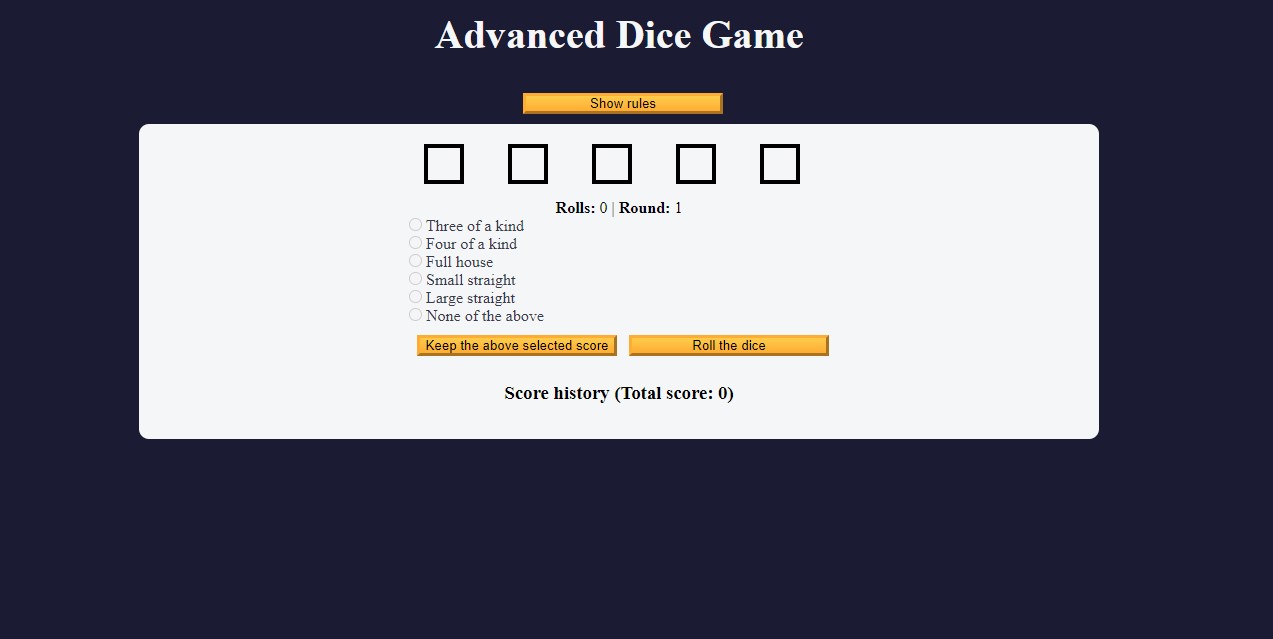 Advanced Dice Game
Show rules
Rolls: 0 | Round: 1
Three of a kind
Four of a kind
Full house
Small straight
Large straight
None of the above
Keep the above selected score
Roll the dice
Score history (Total score: 0)